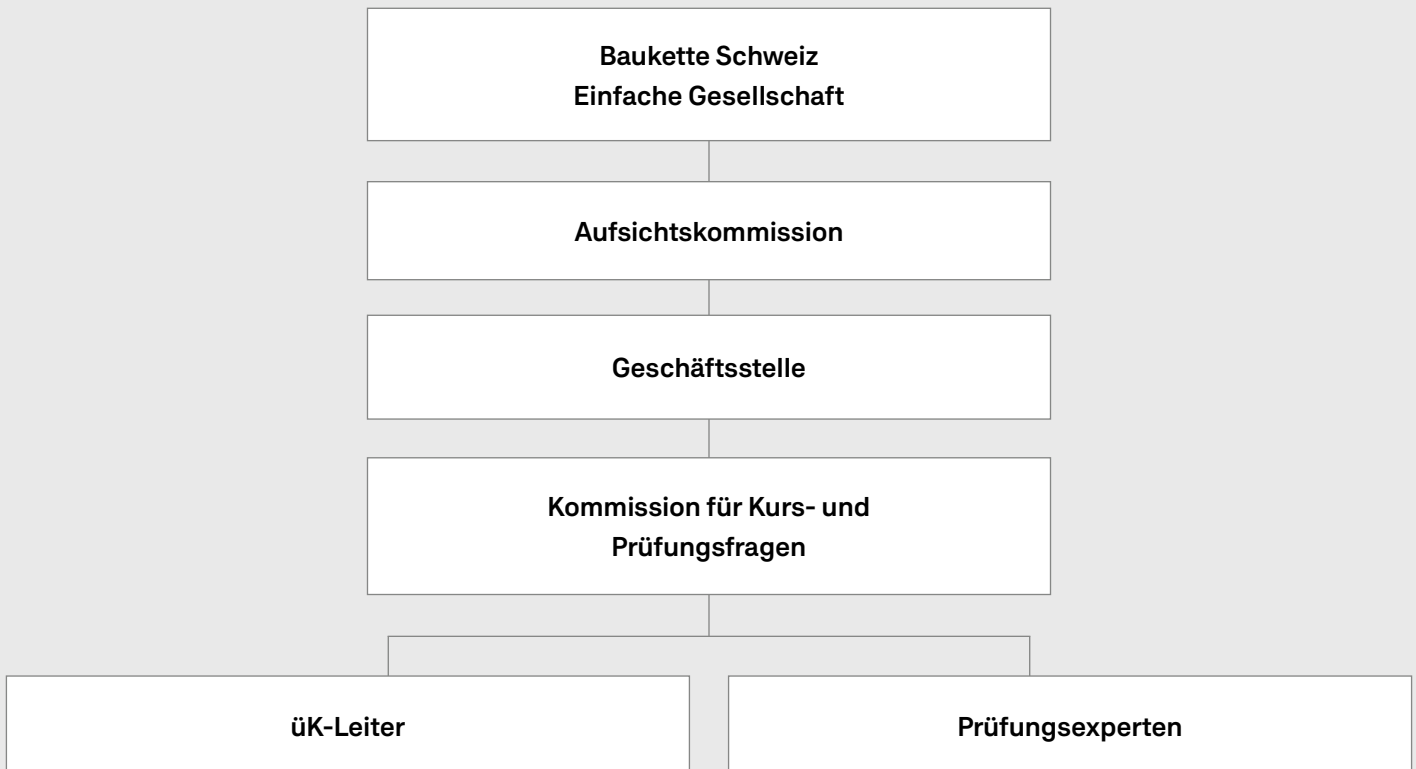 Baukette Schweiz
Einfache Gesellschaft
Aufsichtskommission
Geschäftsstelle
Kommission für Kurs- und
Prüfungsfragen
üK-Leiter
Prüfungsexperten